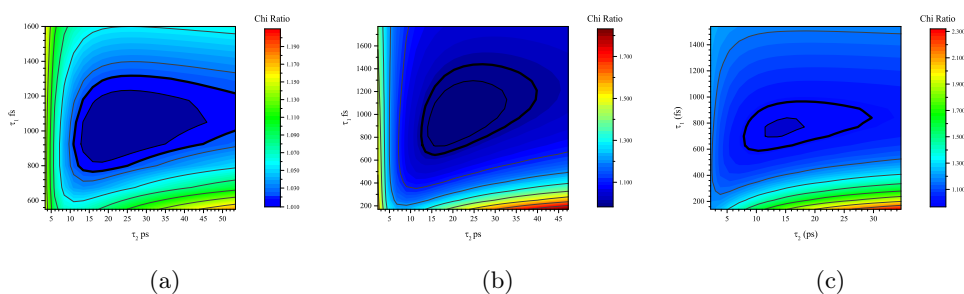 Chi Ratio
1600
1400
1200
1000
800
600
τ1 fs
5 10 15 20 25 30 35 40 45 50
τ2 ps
1.190
1.170
1.150
1.130
1.110
1.090
1.070
1.050
1.030
1.010
(a)
Chi Ratio
1600
1400
1200
1000
800
600
400
200
τ1 fs
5 10 15 20 25 30 35 40 45
τ2 ps
1.700
1.500
1.300
1.100
(b)
Chi Ratio
1400
1200
1000
800
600
400
200
τ1 (fs)
5 10 15 20 25 30
τ2 (ps)
2.300
2.100
1.900
1.700
1.500
1.300
1.100
(c)